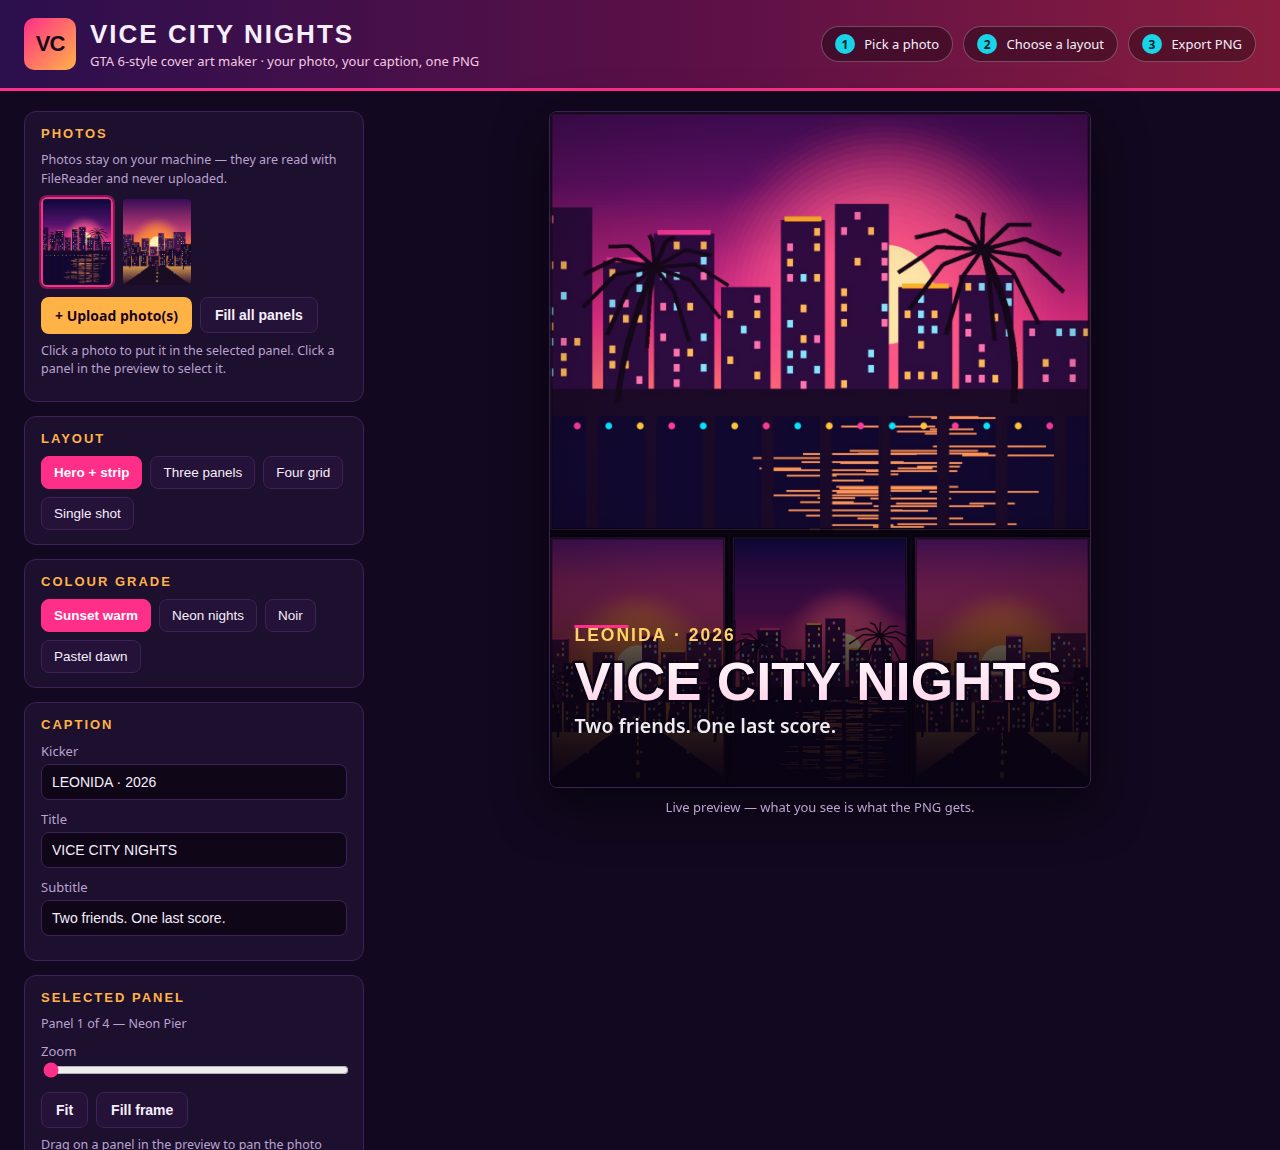 VC
VICE CITY NIGHTS
GTA 6-style cover art maker · your photo, your caption, one PNG
1 Pick a photo
2 Choose a layout
3 Export PNG
PHOTOS
Photos stay on your machine — they are read with
FileReader and never uploaded.
+ Upload photo(s)
Fill all panels
Click a photo to put it in the selected panel. Click a
panel in the preview to select it.
LAYOUT
Hero + strip
Three panels
Four grid
Single shot
COLOUR GRADE
Sunset warm
Neon nights
Noir
Pastel dawn
CAPTION
Kicker
LEONIDA · 2026
Title
VICE CITY NIGHTS
Subtitle
Two friends. One last score.
SELECTED PANEL
Panel 1 of 4 — Neon Pier
Zoom
Fit
Fill frame
Drag on a panel in the preview to pan the photo
LEONIDA · 2026
VICE CITY NIGHTS
Two friends. One last score.
Live preview — what you see is what the PNG gets.